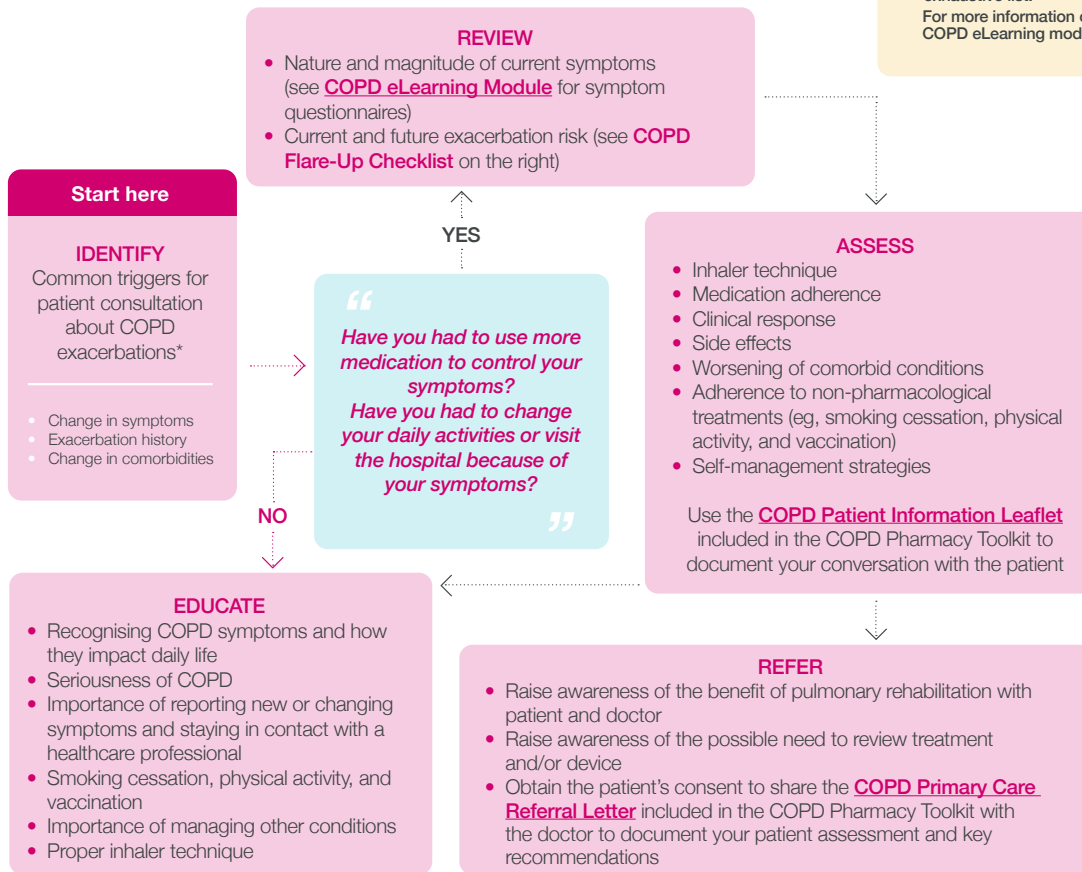 exhaustive list.
For more information
COPD eLearning
REVIEW
• Nature and magnitude of current symptoms
(see COPD eLearning Module for symptom
questionnaires)
• Current and future exacerbation risk (see COPD
Flare-Up Checklist on the right)
Start here
IDENTIFY
Common triggers for
patient consultation
about COPD
exacerbations*
• Change in symptoms
• Exacerbation history
• Change in comorbidities
YES
“
Have you had to use more
medication to control your
symptoms?
Have you had to change
your daily activities or visit
the hospital because of
your symptoms?
”
NO
ASSESS
• Inhaler technique
• Medication adherence
• Clinical response
• Side effects
• Worsening of comorbid conditions
• Adherence to non-pharmacological
treatments (eg, smoking cessation, physical
activity, and vaccination)
• Self-management strategies
Use the COPD Patient Information Leaflet
included in the COPD Pharmacy Toolkit to
document your conversation with the patient
EDUCATE
• Recognising COPD symptoms and how
they impact daily life
• Seriousness of COPD
• Importance of reporting new or changing
symptoms and staying in contact with a
healthcare professional
• Smoking cessation, physical activity, and
vaccination
• Importance of managing other conditions
• Proper inhaler technique
REFER
• Raise awareness of the benefit of pulmonary rehabilitation with
patient and doctor
• Raise awareness of the possible need to review treatment
and/or device
• Obtain the patient’s consent to share the COPD Primary Care
Referral Letter included in the COPD Pharmacy Toolkit with
the doctor to document your patient assessment and key
recommendations